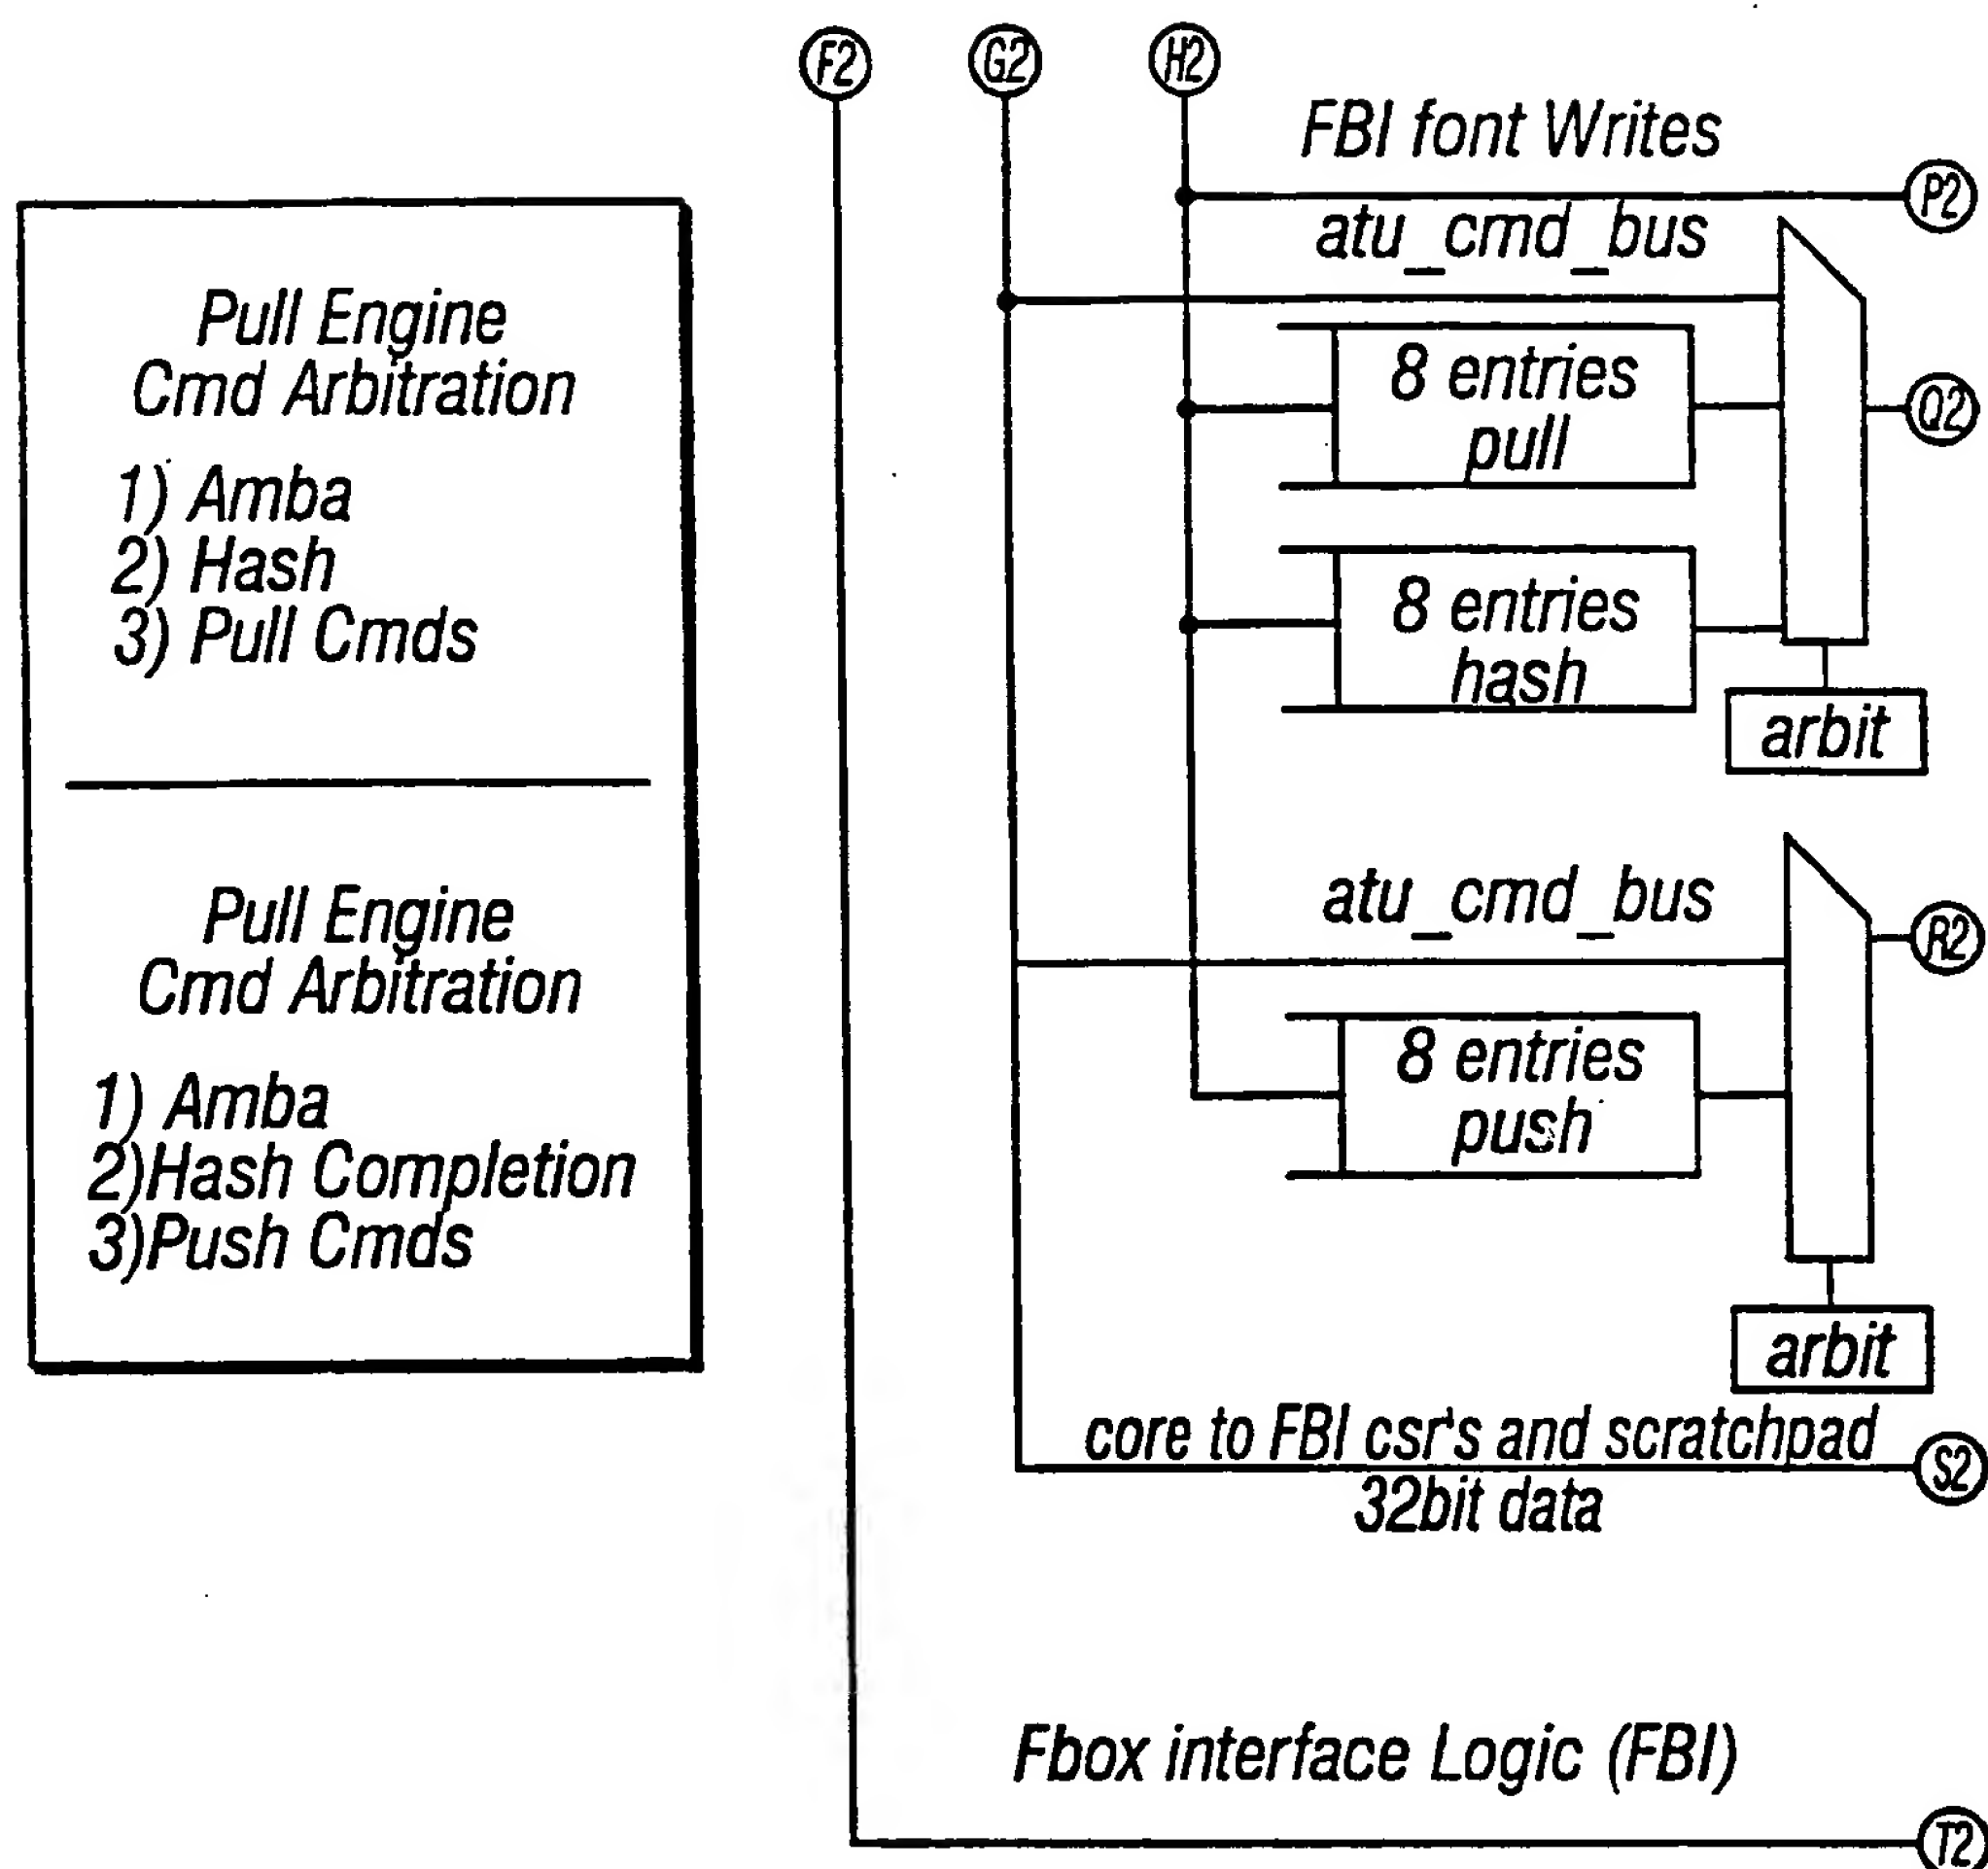 F2
G2
H2
FBI font Writes
P2
atu_cmd_bus
Pull Engine
Cmd Arbitration
1) Amba
2) Hash
3) Pull Cmds
8 entries
pull
Q2
8 entries
hash
arbit
Pull Engine
Cmd Arbitration
1) Amba
2)Hash Completion
3)Push Cmds
atu_cmd_bus
R2
8 entries
push
arbit
core to FBI csr's and scratchpad
S2
32bit data
Fbox interface Logic (FBI)
T2